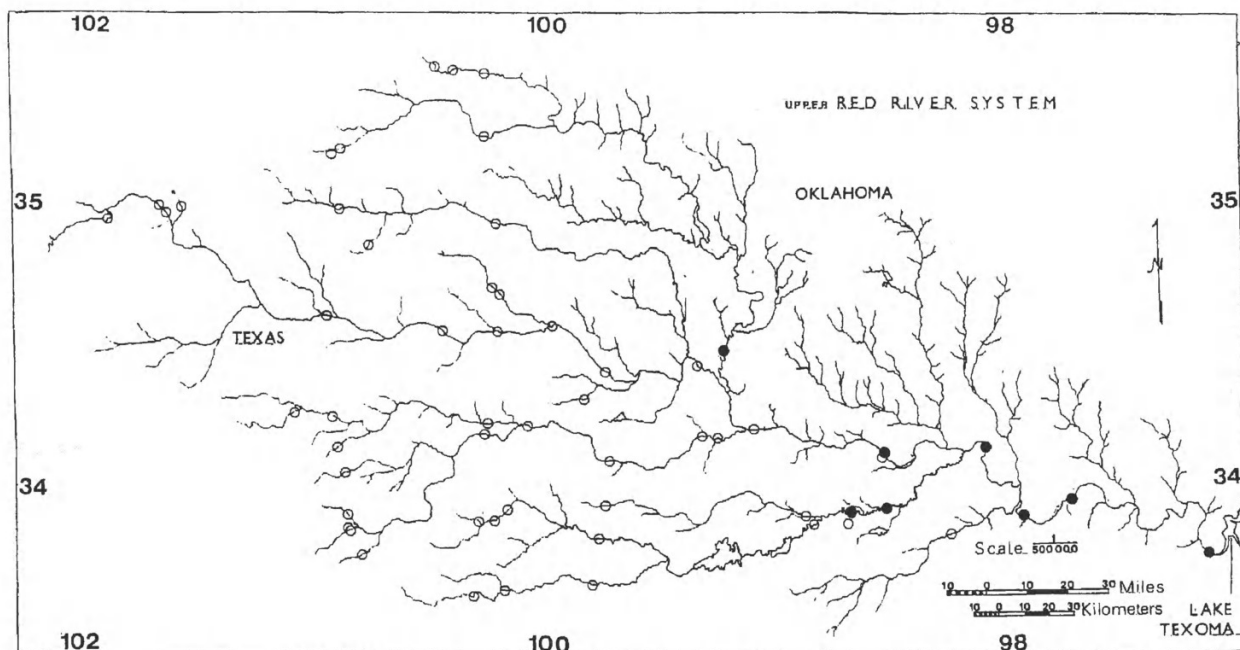 102 100 98
UPPER RED RIVER SYSTEM
OKLAHOMA
35 35
TEXAS
34 34
Scale 500000
10 0 10 20 30 Miles
10 0 10 20 30 Kilometers
LAKE
TEXOMA
102 100 98